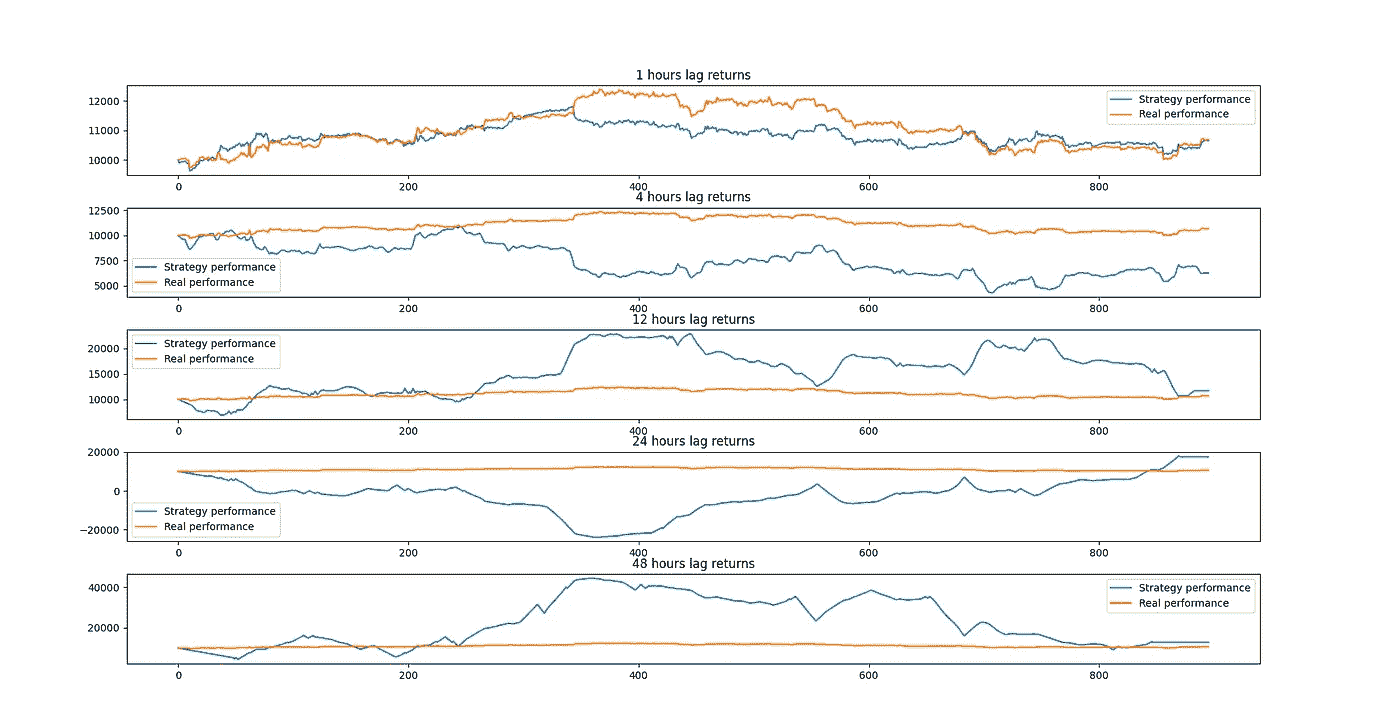 1 hours lag returns
12000
11000
10000
Strategy performance
Real performance
0 200 400 600 800
4 hours lag returns
12500
10000
7500
5000
Strategy performance
Real performance
0 200 400 600 800
12 hours lag returns
20000
15000
10000
Strategy performance
Real performance
0 200 400 600 800
24 hours lag returns
20000
0
−20000
Strategy performance
Real performance
0 200 400 600 800
48 hours lag returns
40000
20000
Strategy performance
Real performance
0 200 400 600 800